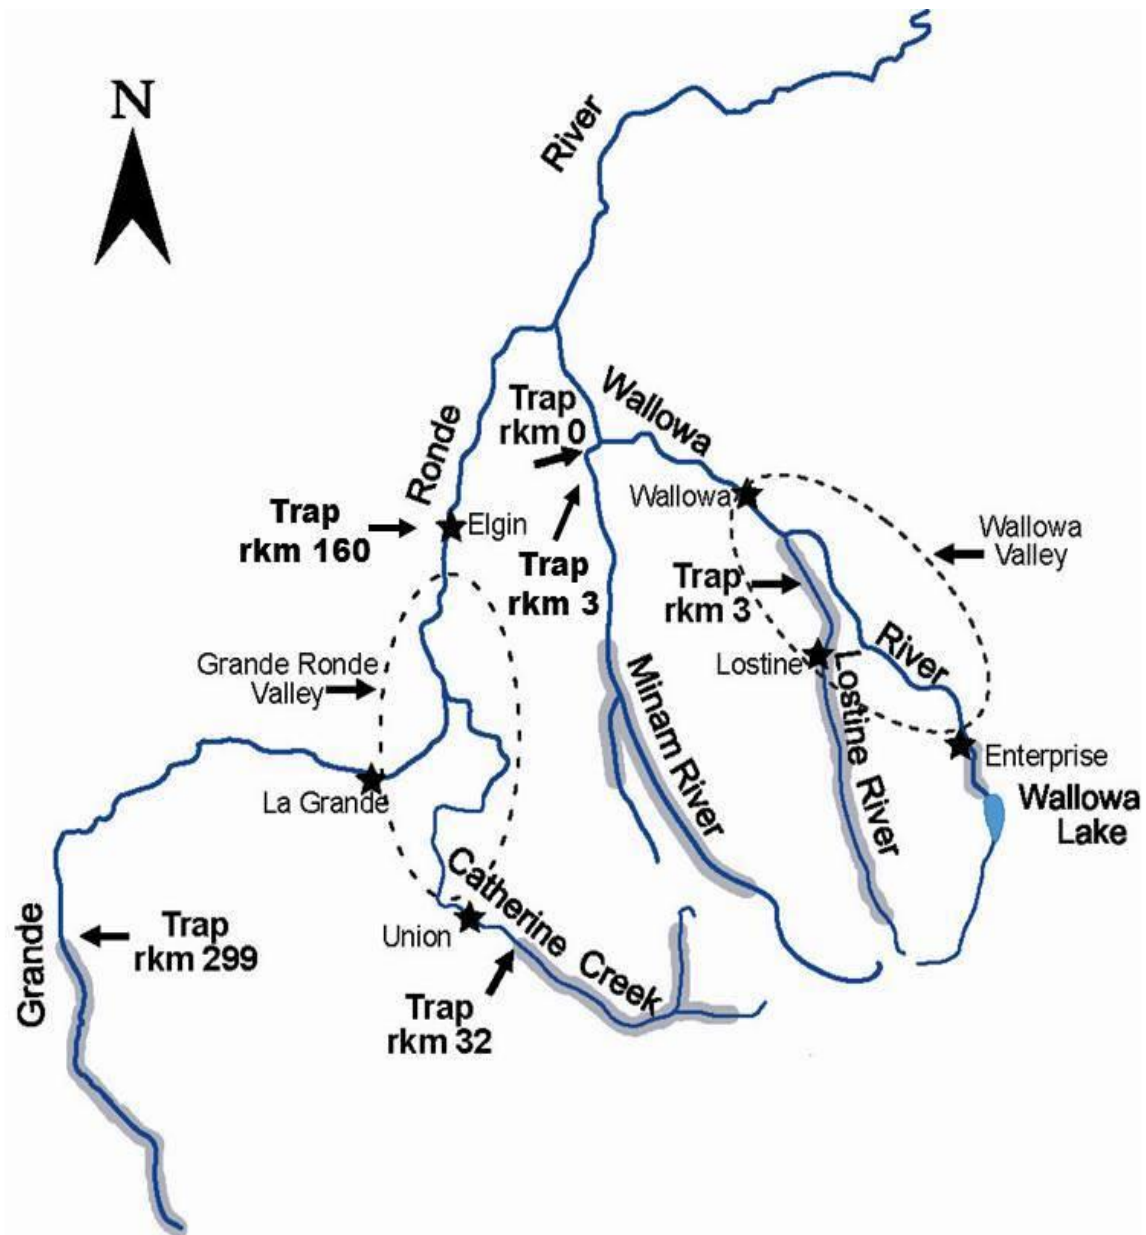 N
River
Trap
rkm 0
Wallowa
Ronde
Wallowa
Trap
rkm 160
Elgin
Wallowa
Valley
Trap
rkm 3
Trap
rkm 3
Grande Ronde
Valley
Lostine
River
Minam River
Lostine River
Enterprise
La Grande
Wallowa
Lake
Catherine Creek
Grande
Trap
rkm 299
Union
Trap
rkm 32